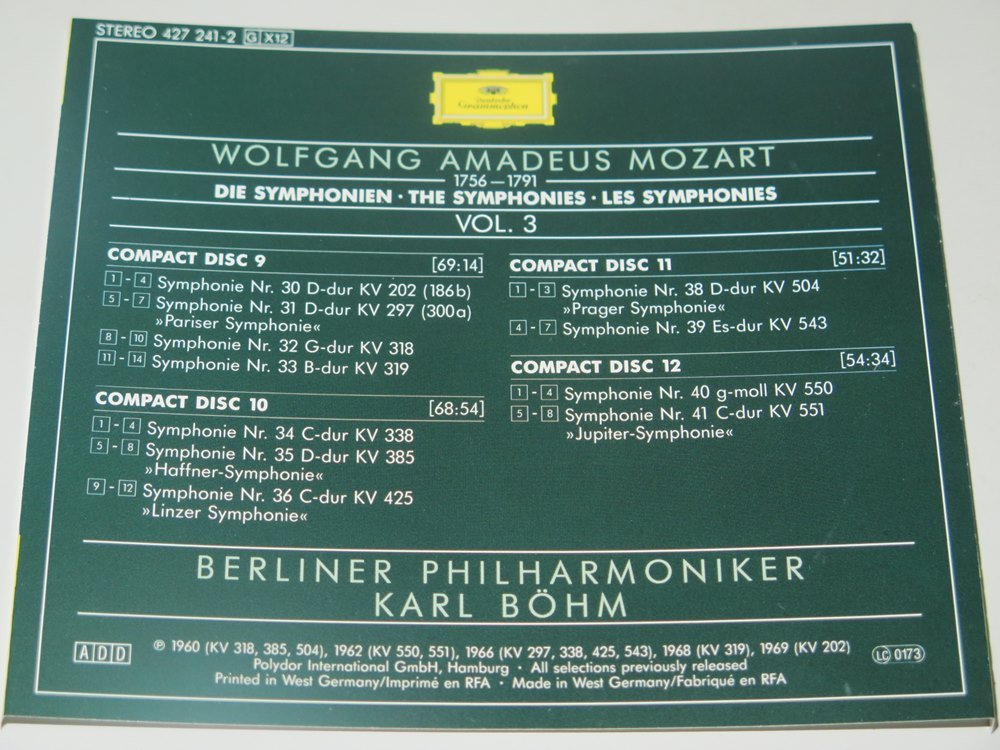 STEREO 427 241-2 G X12
Deutsche
Grammophon
WOLFGANG AMADEUS MOZART
1756–1791
DIE SYMPHONIEN · THE SYMPHONIES · LES SYMPHONIES
VOL. 3
COMPACT DISC 9 [69:14]
1 - 4 Symphonie Nr. 30 D-dur KV 202 (186b)
5 - 7 Symphonie Nr. 31 D-dur KV 297 (300a)
»Pariser Symphonie«
8 - 10 Symphonie Nr. 32 G-dur KV 318
11 - 14 Symphonie Nr. 33 B-dur KV 319
COMPACT DISC 10 [68:54]
1 - 4 Symphonie Nr. 34 C-dur KV 338
5 - 8 Symphonie Nr. 35 D-dur KV 385
»Haffner-Symphonie«
9 - 12 Symphonie Nr. 36 C-dur KV 425
»Linzer Symphonie«
COMPACT DISC 11 [51:32]
1 - 3 Symphonie Nr. 38 D-dur KV 504
»Prager Symphonie«
4 - 7 Symphonie Nr. 39 Es-dur KV 543
COMPACT DISC 12 [54:34]
1 - 4 Symphonie Nr. 40 g-moll KV 550
5 - 8 Symphonie Nr. 41 C-dur KV 551
»Jupiter-Symphonie«
BERLINER PHILHARMONIKER
KARL BÖHM
ADD
℗ 1960 (KV 318, 385, 504), 1962 (KV 550, 551), 1966 (KV 297, 338, 425, 543), 1968 (KV 319), 1969 (KV 202)
Polydor International GmbH, Hamburg · All selections previously released
Printed in West Germany/Imprimé en RFA · Made in West Germany/Fabriqué en RFA
LC 0173